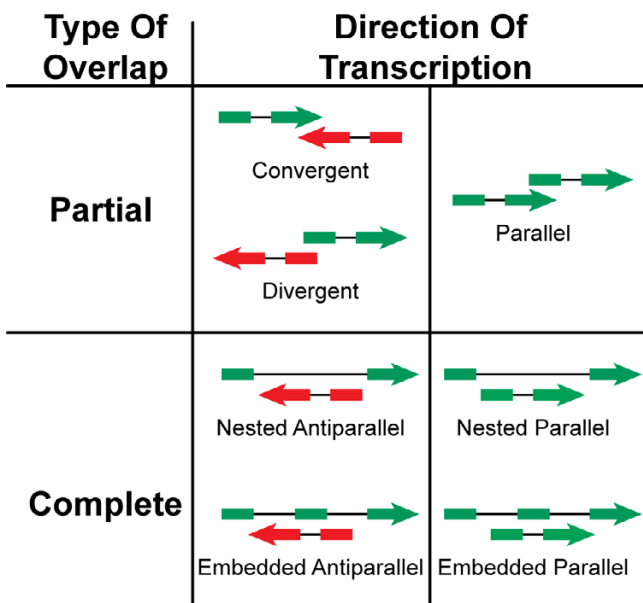 Type Of
Overlap
Direction Of
Transcription
Partial
Convergent
Divergent
Parallel
Complete
Nested Antiparallel
Nested Parallel
Embedded Antiparallel
Embedded Parallel